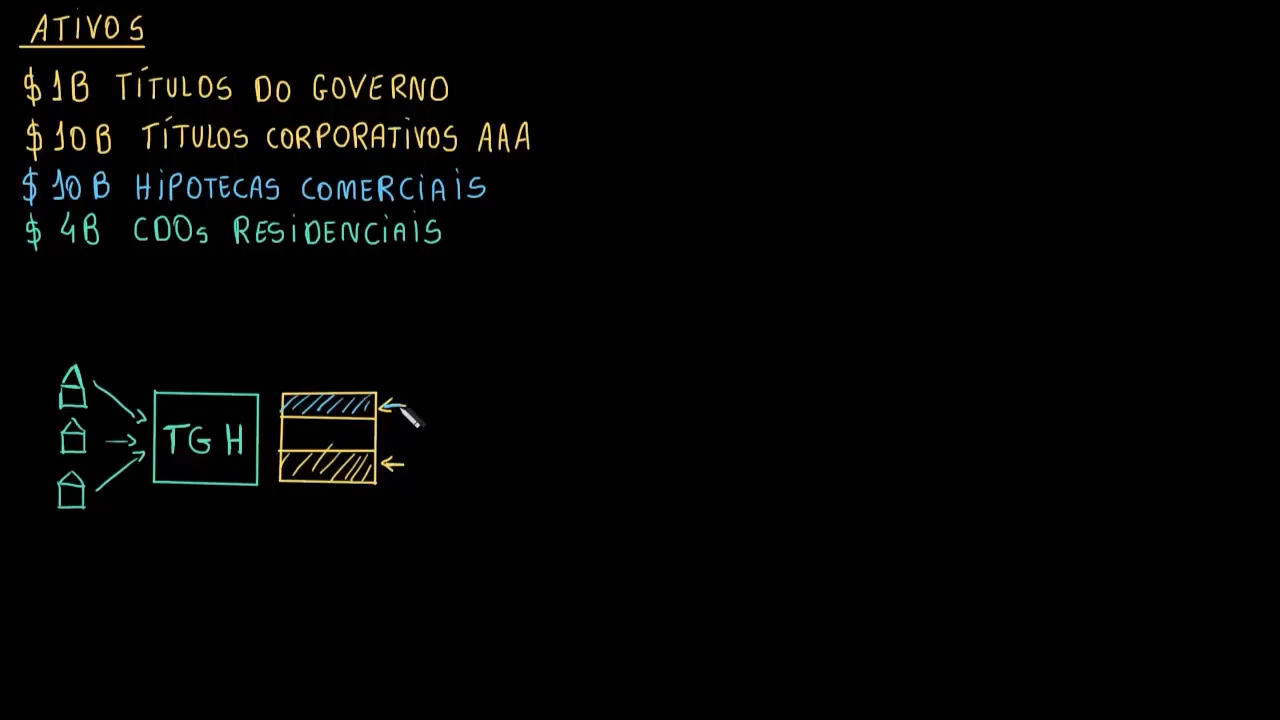 ATIVOS
$ 1B TÍTULOS DO GOVERNO
$ 10B TÍTULOS CORPORATIVOS AAA
$ 10B HIPOTECAS COMERCIAIS
$ 4B CDOs RESIDENCIAIS
TGH